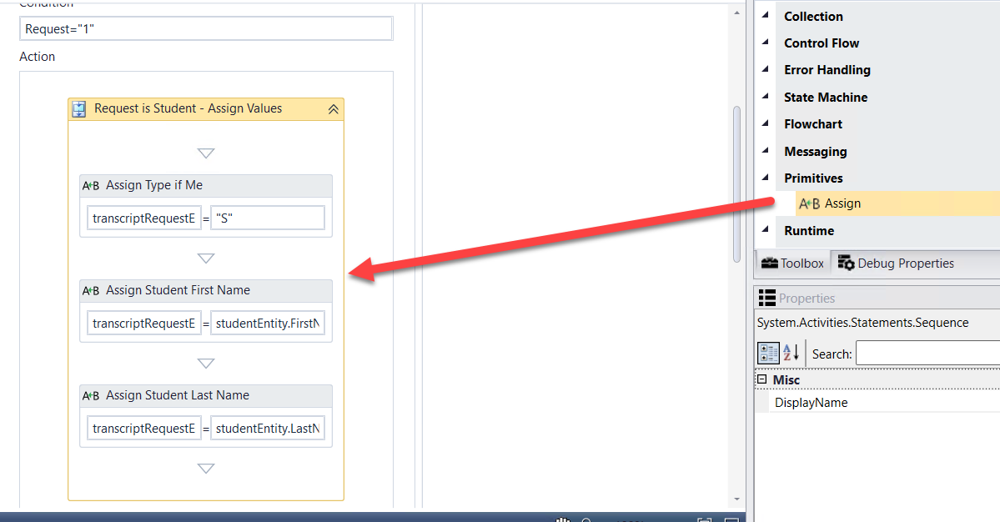 Condition
Request="1"
Action
Request is Student - Assign Values
A B Assign Type if Me
transcriptRequestE = "S"
A B Assign Student First Name
transcriptRequestE = studentEntity.FirstN
A B Assign Student Last Name
transcriptRequestE = studentEntity.LastN
Collection
Control Flow
Error Handling
State Machine
Flowchart
Messaging
Primitives
A B Assign
Runtime
Toolbox Debug Properties
Properties
System.Activities.Statements.Sequence
A Z Search:
Misc
DisplayName